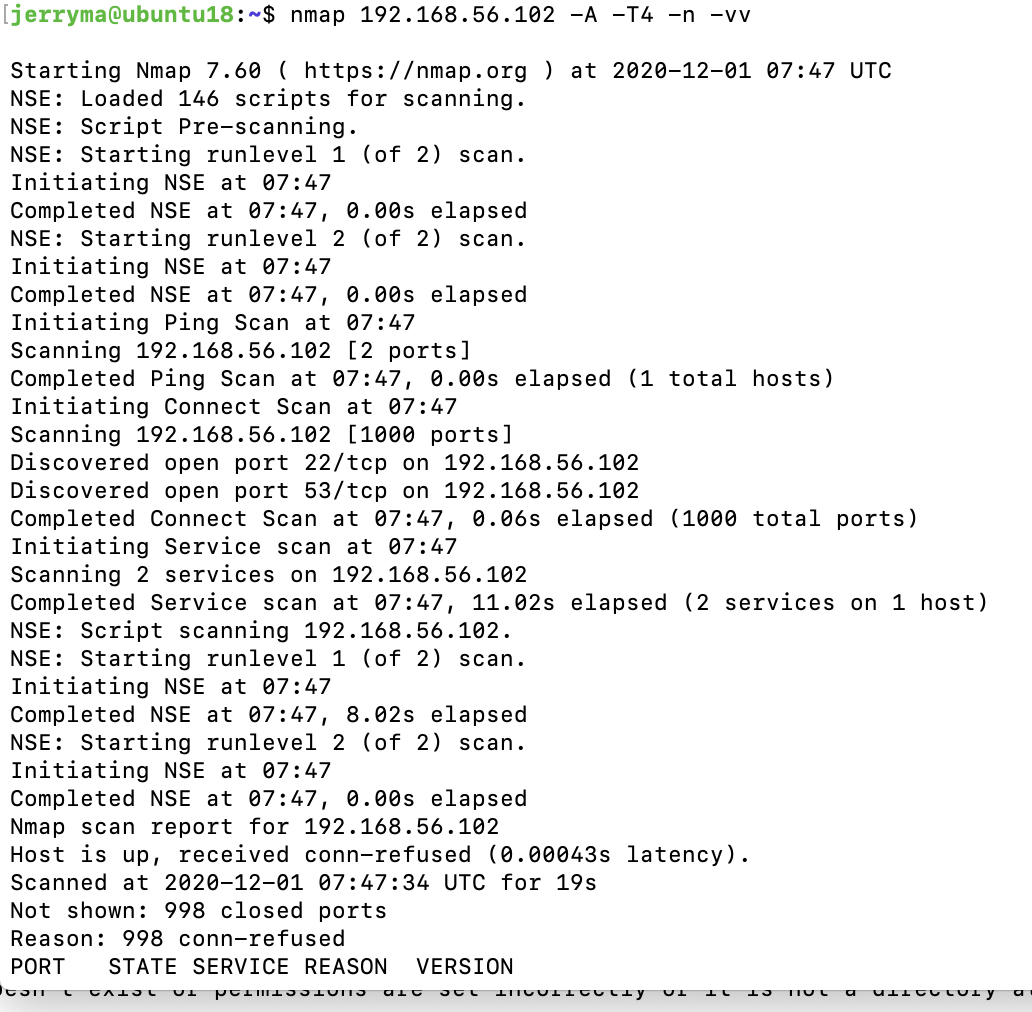 [jerryma@ubuntu18:~$ nmap 192.168.56.102 -A -T4 -n -vv
Starting Nmap 7.60 ( https://nmap.org ) at 2020-12-01 07:47 UTC
NSE: Loaded 146 scripts for scanning.
NSE: Script Pre-scanning.
NSE: Starting runlevel 1 (of 2) scan.
Initiating NSE at 07:47
Completed NSE at 07:47, 0.00s elapsed
NSE: Starting runlevel 2 (of 2) scan.
Initiating NSE at 07:47
Completed NSE at 07:47, 0.00s elapsed
Initiating Ping Scan at 07:47
Scanning 192.168.56.102 [2 ports]
Completed Ping Scan at 07:47, 0.00s elapsed (1 total hosts)
Initiating Connect Scan at 07:47
Scanning 192.168.56.102 [1000 ports]
Discovered open port 22/tcp on 192.168.56.102
Discovered open port 53/tcp on 192.168.56.102
Completed Connect Scan at 07:47, 0.06s elapsed (1000 total ports)
Initiating Service scan at 07:47
Scanning 2 services on 192.168.56.102
Completed Service scan at 07:47, 11.02s elapsed (2 services on 1 host)
NSE: Script scanning 192.168.56.102.
NSE: Starting runlevel 1 (of 2) scan.
Initiating NSE at 07:47
Completed NSE at 07:47, 8.02s elapsed
NSE: Starting runlevel 2 (of 2) scan.
Initiating NSE at 07:47
Completed NSE at 07:47, 0.00s elapsed
Nmap scan report for 192.168.56.102
Host is up, received conn-refused (0.00043s latency).
Scanned at 2020-12-01 07:47:34 UTC for 19s
Not shown: 998 closed ports
Reason: 998 conn-refused
PORT   STATE SERVICE REASON  VERSION
exist or permissions are set incorrectly or it is not a directory